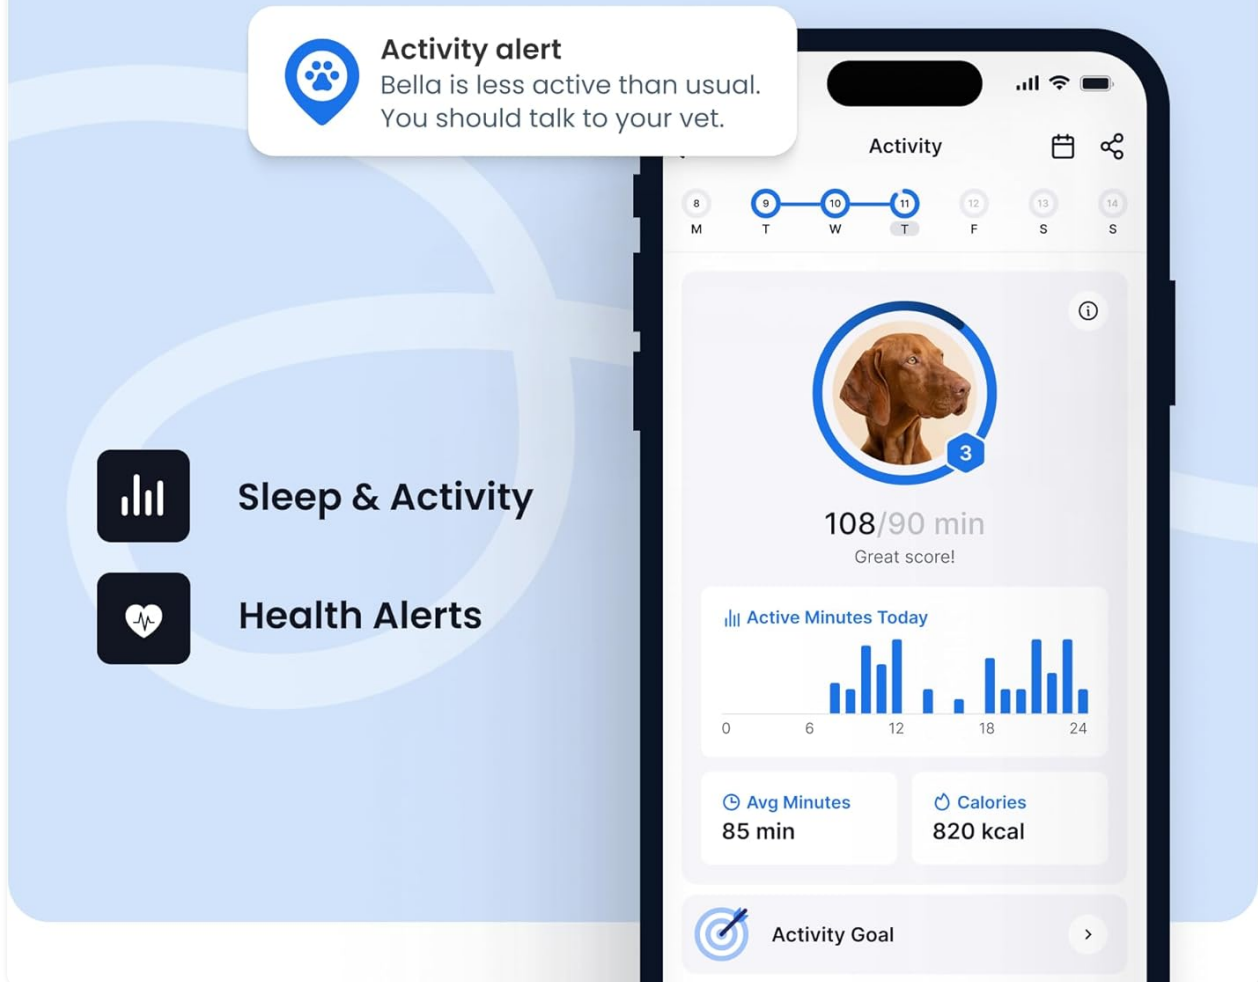 Activity alert
Bella is less active than usual.
You should talk to your vet.
Activity
8 9 10 11 12 13 14
M T W T F S S
3
108/90 min
Great score!
Active Minutes Today
0 6 12 18 24
Avg Minutes
85 min
Calories
820 kcal
Activity Goal
Sleep & Activity
Health Alerts